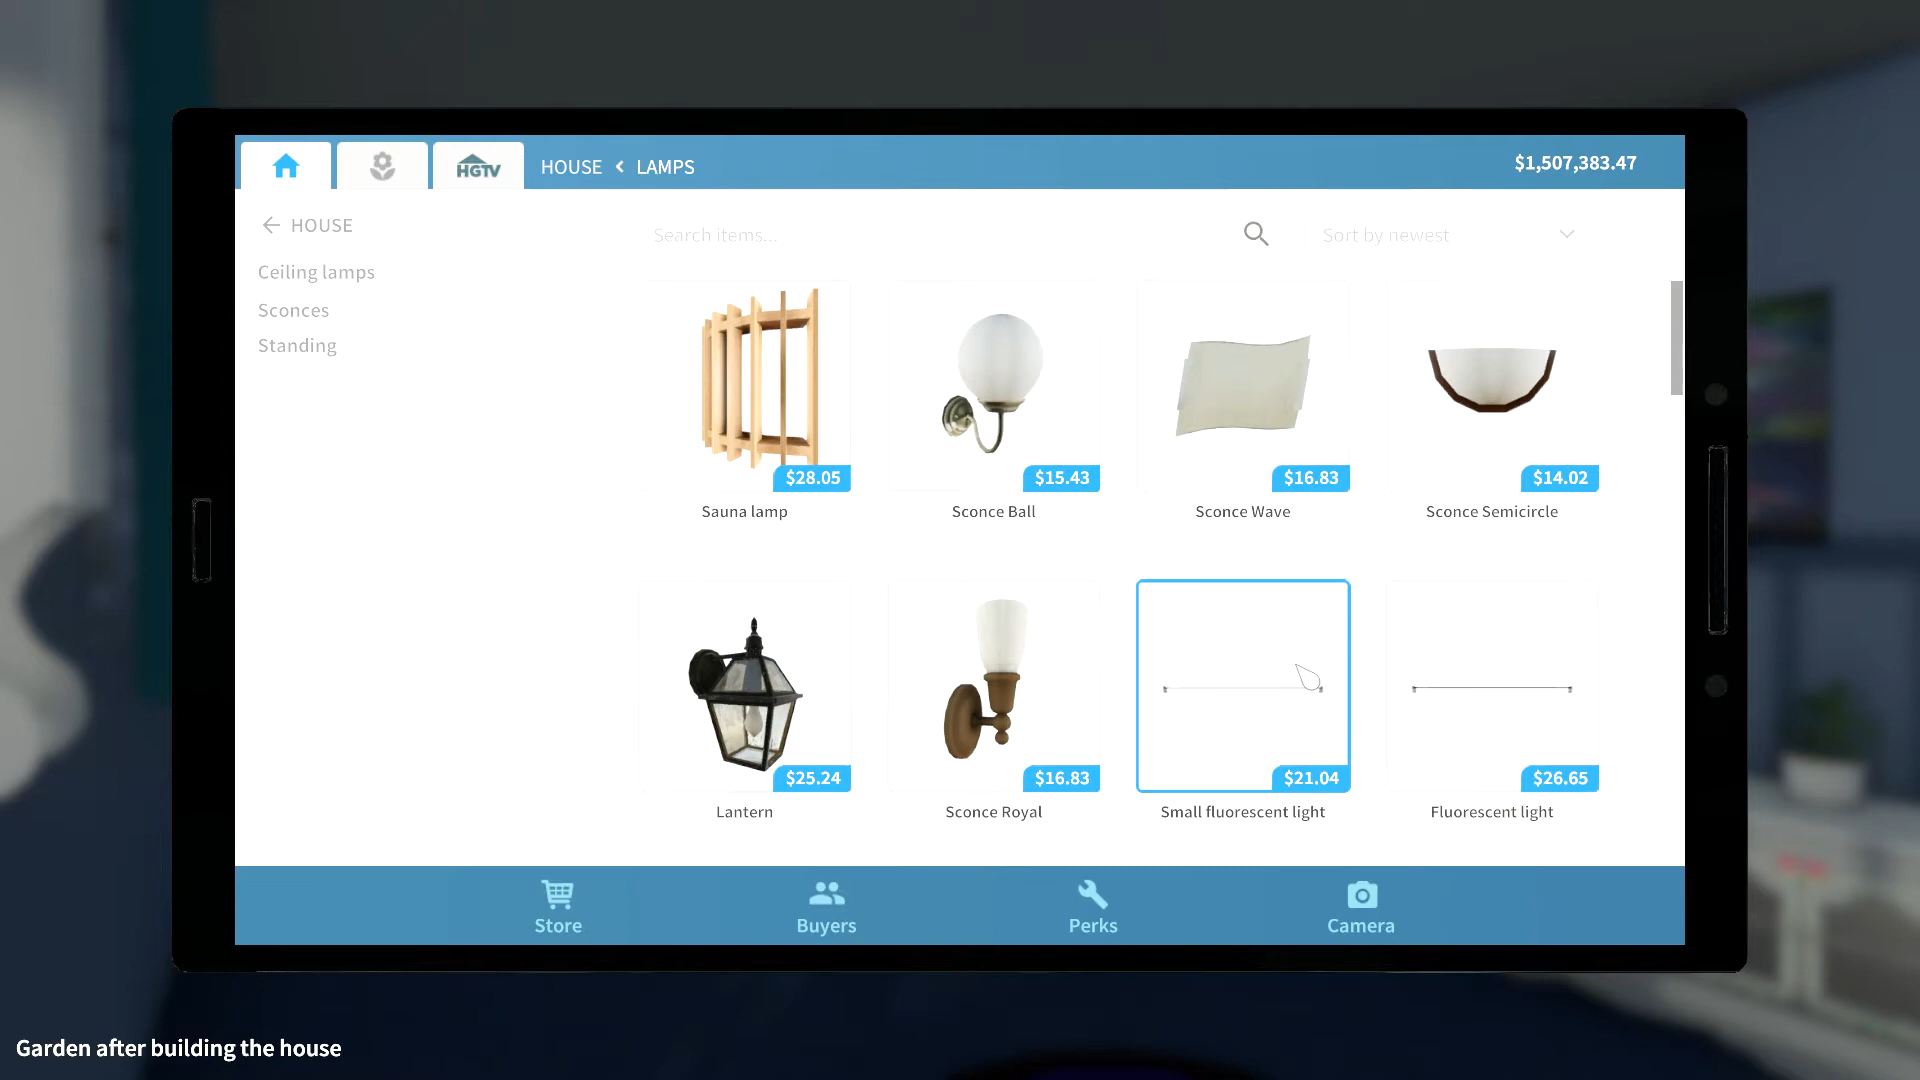 HGTV
HOUSE < LAMPS
$1,507,383.47
← HOUSE
Search items...
Sort by newest
Ceiling lamps
Sconces
Standing
$28.05
$15.43
$16.83
$14.02
Sauna lamp
Sconce Ball
Sconce Wave
Sconce Semicircle
$25.24
$16.83
$21.04
$26.65
Lantern
Sconce Royal
Small fluorescent light
Fluorescent light
Store
Buyers
Perks
Camera
Garden after building the house